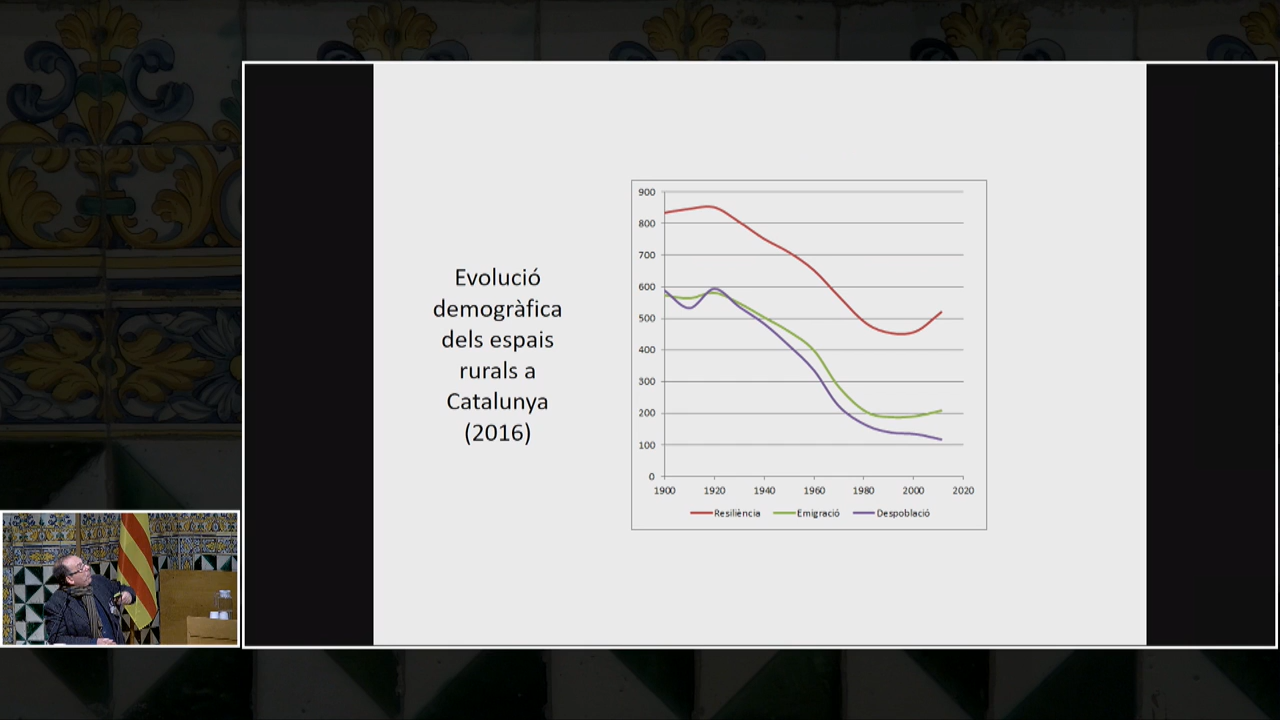 Evolució
demogràfica
dels espais
rurals a
Catalunya
(2016)
900
800
700
600
500
400
300
200
100
0
1900 1920 1940 1960 1980 2000 2020
Resiliència Emigració Despoblació